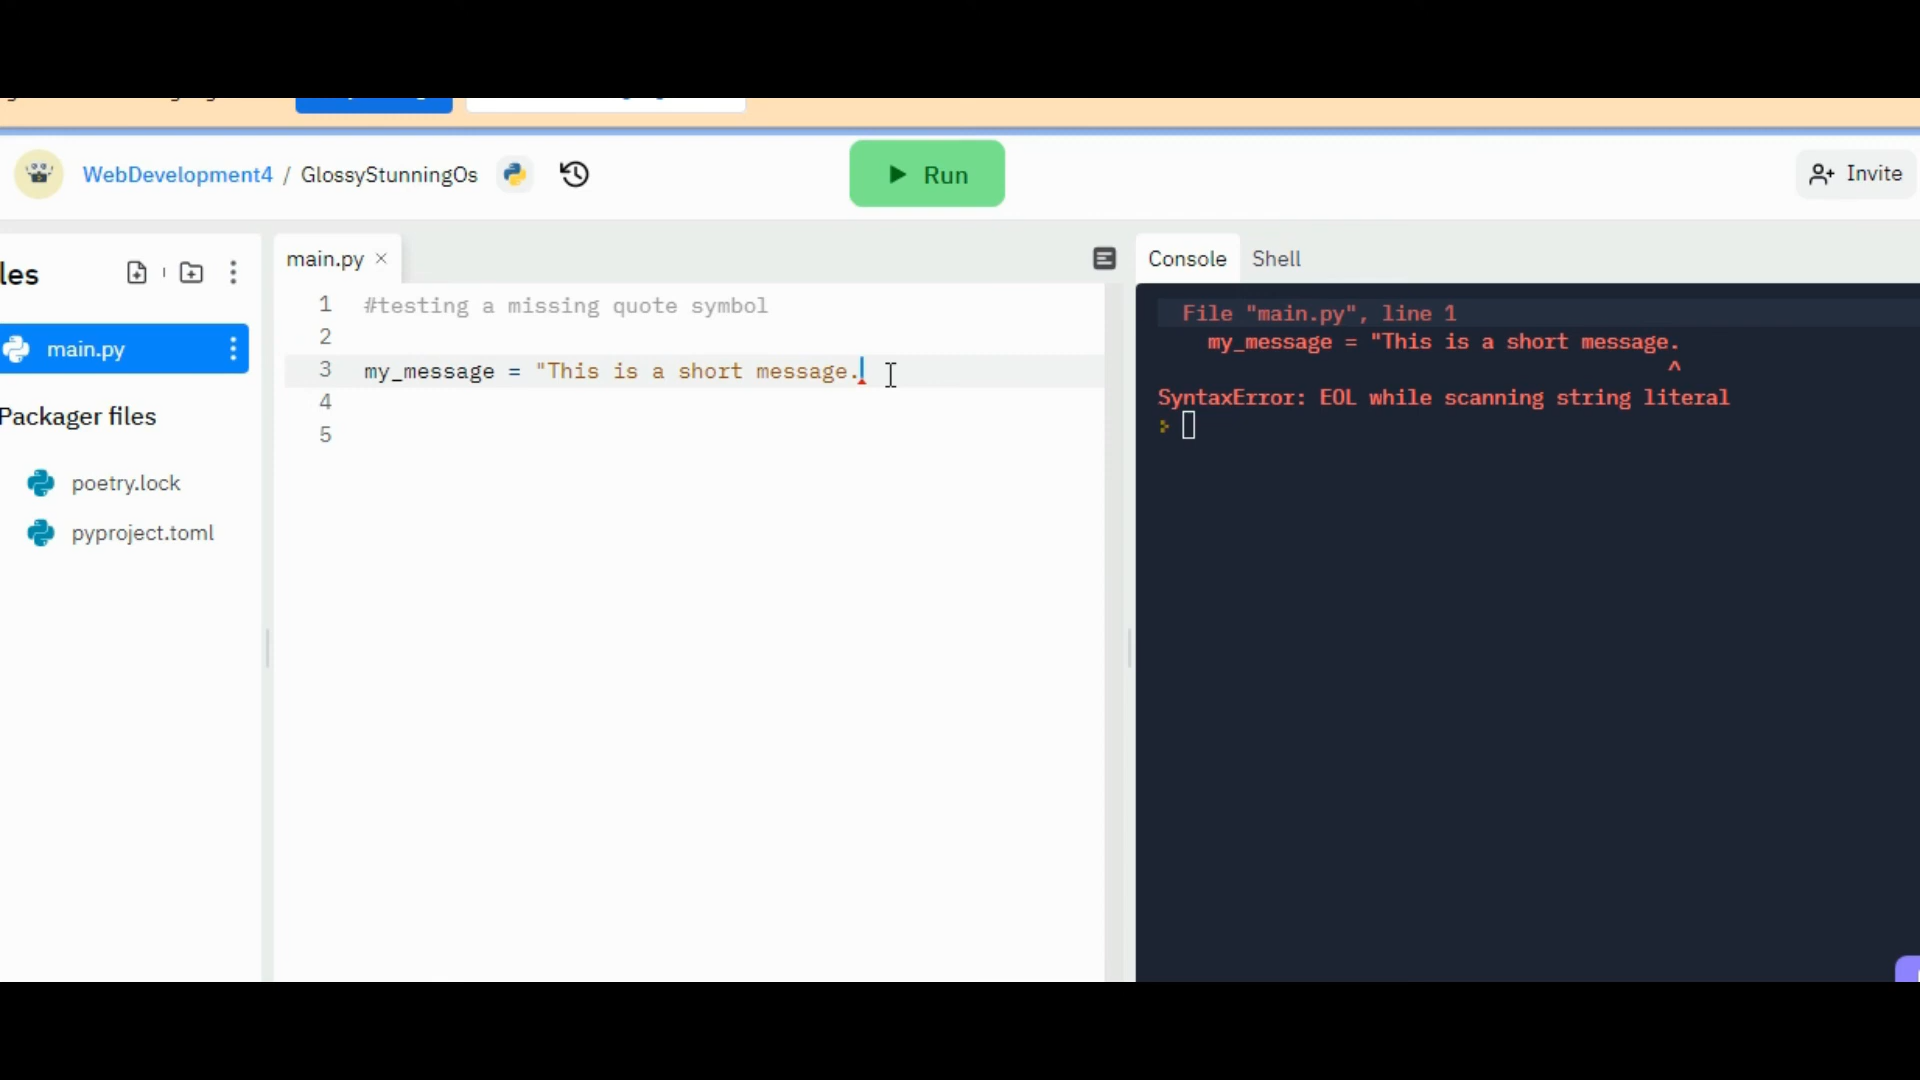 WebDevelopment4 / GlossyStunningOs
Run
Invite
les
main.py
Packager files
poetry.lock
pyproject.toml
main.py ×
1 #testing a missing quote symbol
2
3 my_message = "This is a short message.
4
5
Console Shell
File "main.py", line 1
my_message = "This is a short message.
^
SyntaxError: EOL while scanning string literal